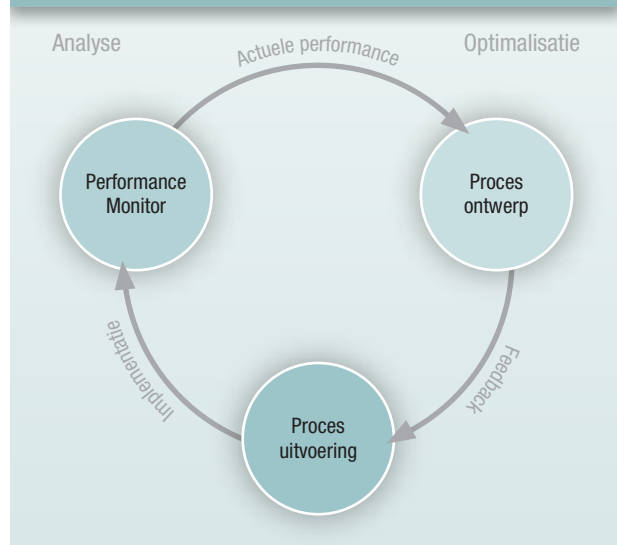 Analyse
Actuele performance
Optimalisatie
Performance
Monitor
Proces
ontwerp
Implementatie
Feedback
Proces
uitvoering